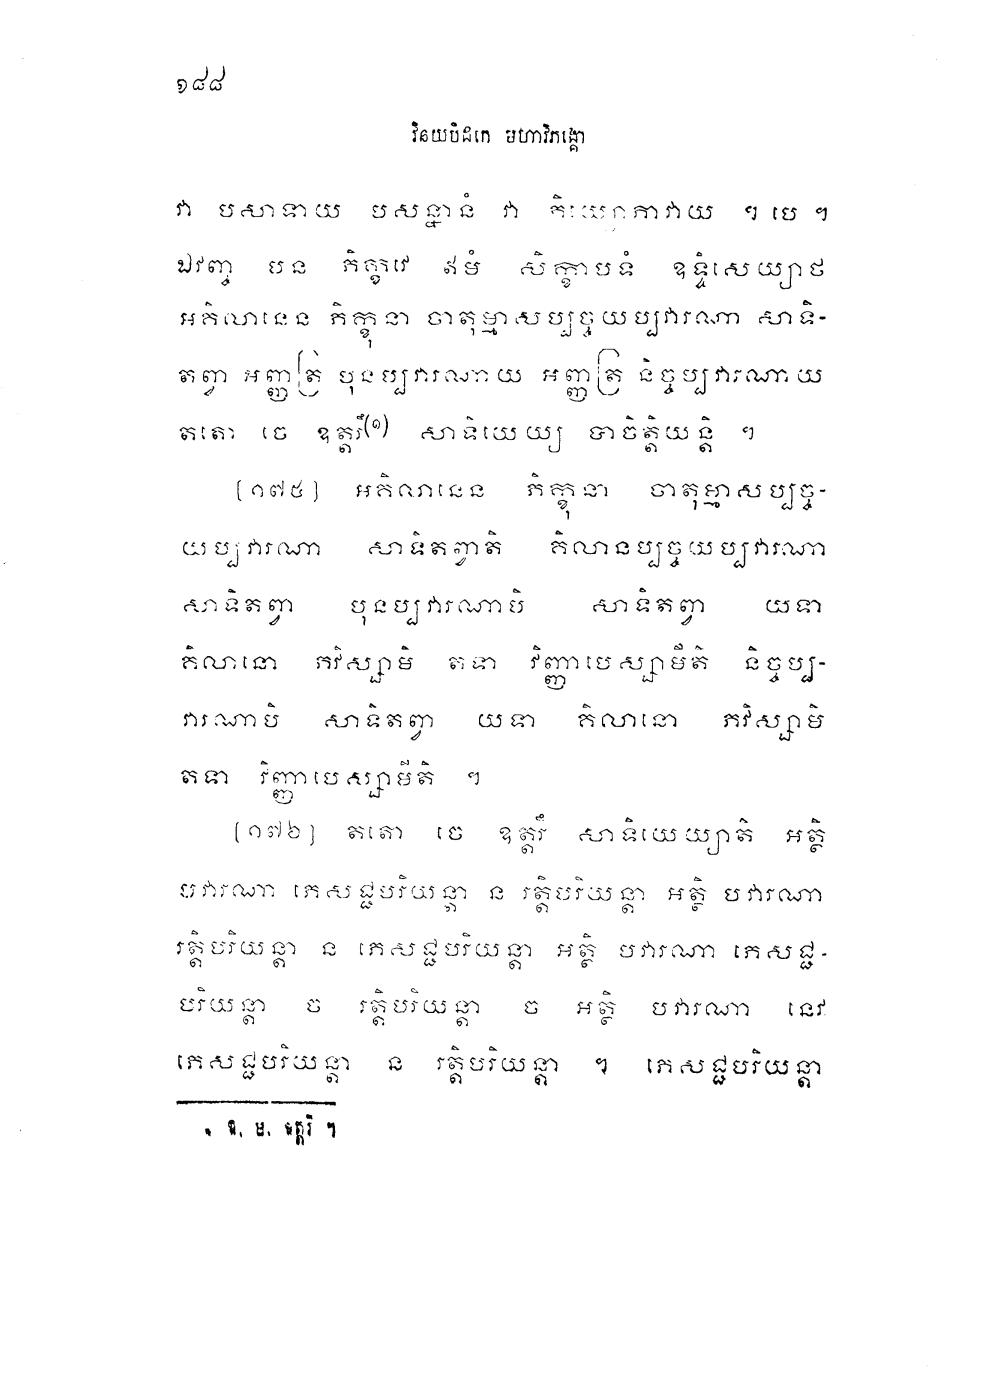 ១៨៨
វិនយបិដកេ មហាវិភង្គោ
វា បសាទាយ បសន្នានំ វា ភិយ្យោភាវាយ ។ បេ ។
ឯវញ្ច បន ភិក្ខវេ ឥមំ សិក្ខាបទំ ឧទ្ទិសេយ្យាថ
អគិលានេន ភិក្ខុនា ចាតុម្មាសប្បច្ចយប្បវារណា សាទិ-
តព្វា អញ្ញត្រ បុនប្បវារណាយ អញ្ញត្រ និច្ចប្បវារណាយ
តតោ ចេ ឧត្តរឹ(១) សាទិយេយ្យ បាចិត្តិយន្តិ ។
[១៧៥] អគិលានេន ភិក្ខុនា ចាតុម្មាសប្បច្ច-
យប្បវារណា សាទិតព្វាតិ គិលានប្បច្ចយប្បវារណា
សាទិតព្វា បុនប្បវារណាបិ សាទិតព្វា យទា
គិលានោ ភវិស្សាមិ តទា វិញ្ញាបេស្សាមីតិ និច្ចប្ប-
វារណាបិ សាទិតព្វា យទា គិលានោ ភវិស្សាមិ
តទា វិញ្ញាបេស្សាមីតិ ។
[១៧៦] តតោ ចេ ឧត្តរឹ សាទិយេយ្យាតិ អត្ថិ
បវារណា ភេសជ្ជបរិយន្តា ន រត្តិបរិយន្តា អត្ថិ បវារណា
រត្តិបរិយន្តា ន ភេសជ្ជបរិយន្តា អត្ថិ បវារណា ភេសជ្ជ-
បរិយន្តា ច រត្តិបរិយន្តា ច អត្ថិ បវារណា នេវ
ភេសជ្ជបរិយន្តា ន រត្តិបរិយន្តា ។ ភេសជ្ជបរិយន្តា
១ ឱ. ម. ឧត្តរិ ។